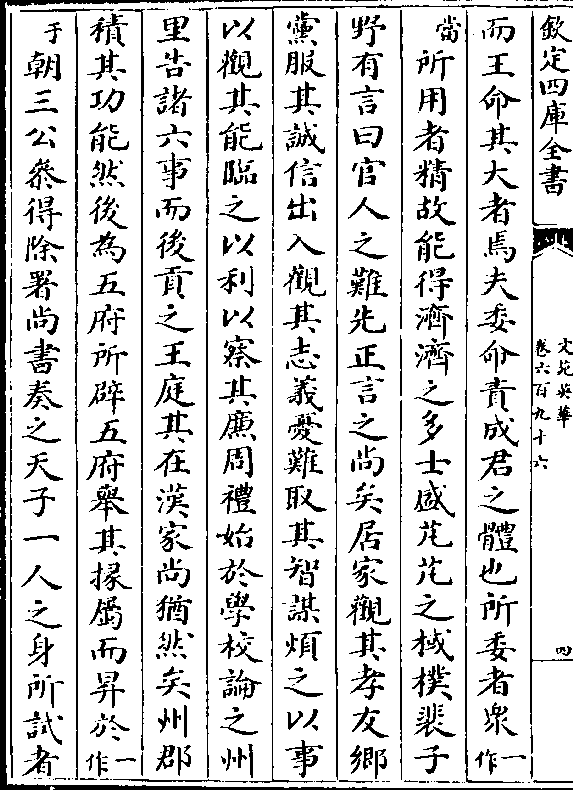 欽定四庫全書
文苑英華
卷六百九十六
四
而王命其大者焉夫委命責成君之體也所委者衆一作
當所用者精故能得濟濟之多士盛芃芃之棫樸裴子
野有言曰官人之難先正言之尚矣居家觀其孝友鄉
黨服其誠信出入觀其志義憂難取其智謀煩之以事
以觀其能臨之以利以察其廉周禮始於學校論之州
里告諸六事而後貢之王庭其在漢家尚猶然矣州郡
積其功能然後為五府所辟五府舉其掾屬而昇於一作
于朝三公叅得除署尚書奏之天子一人之身所試者